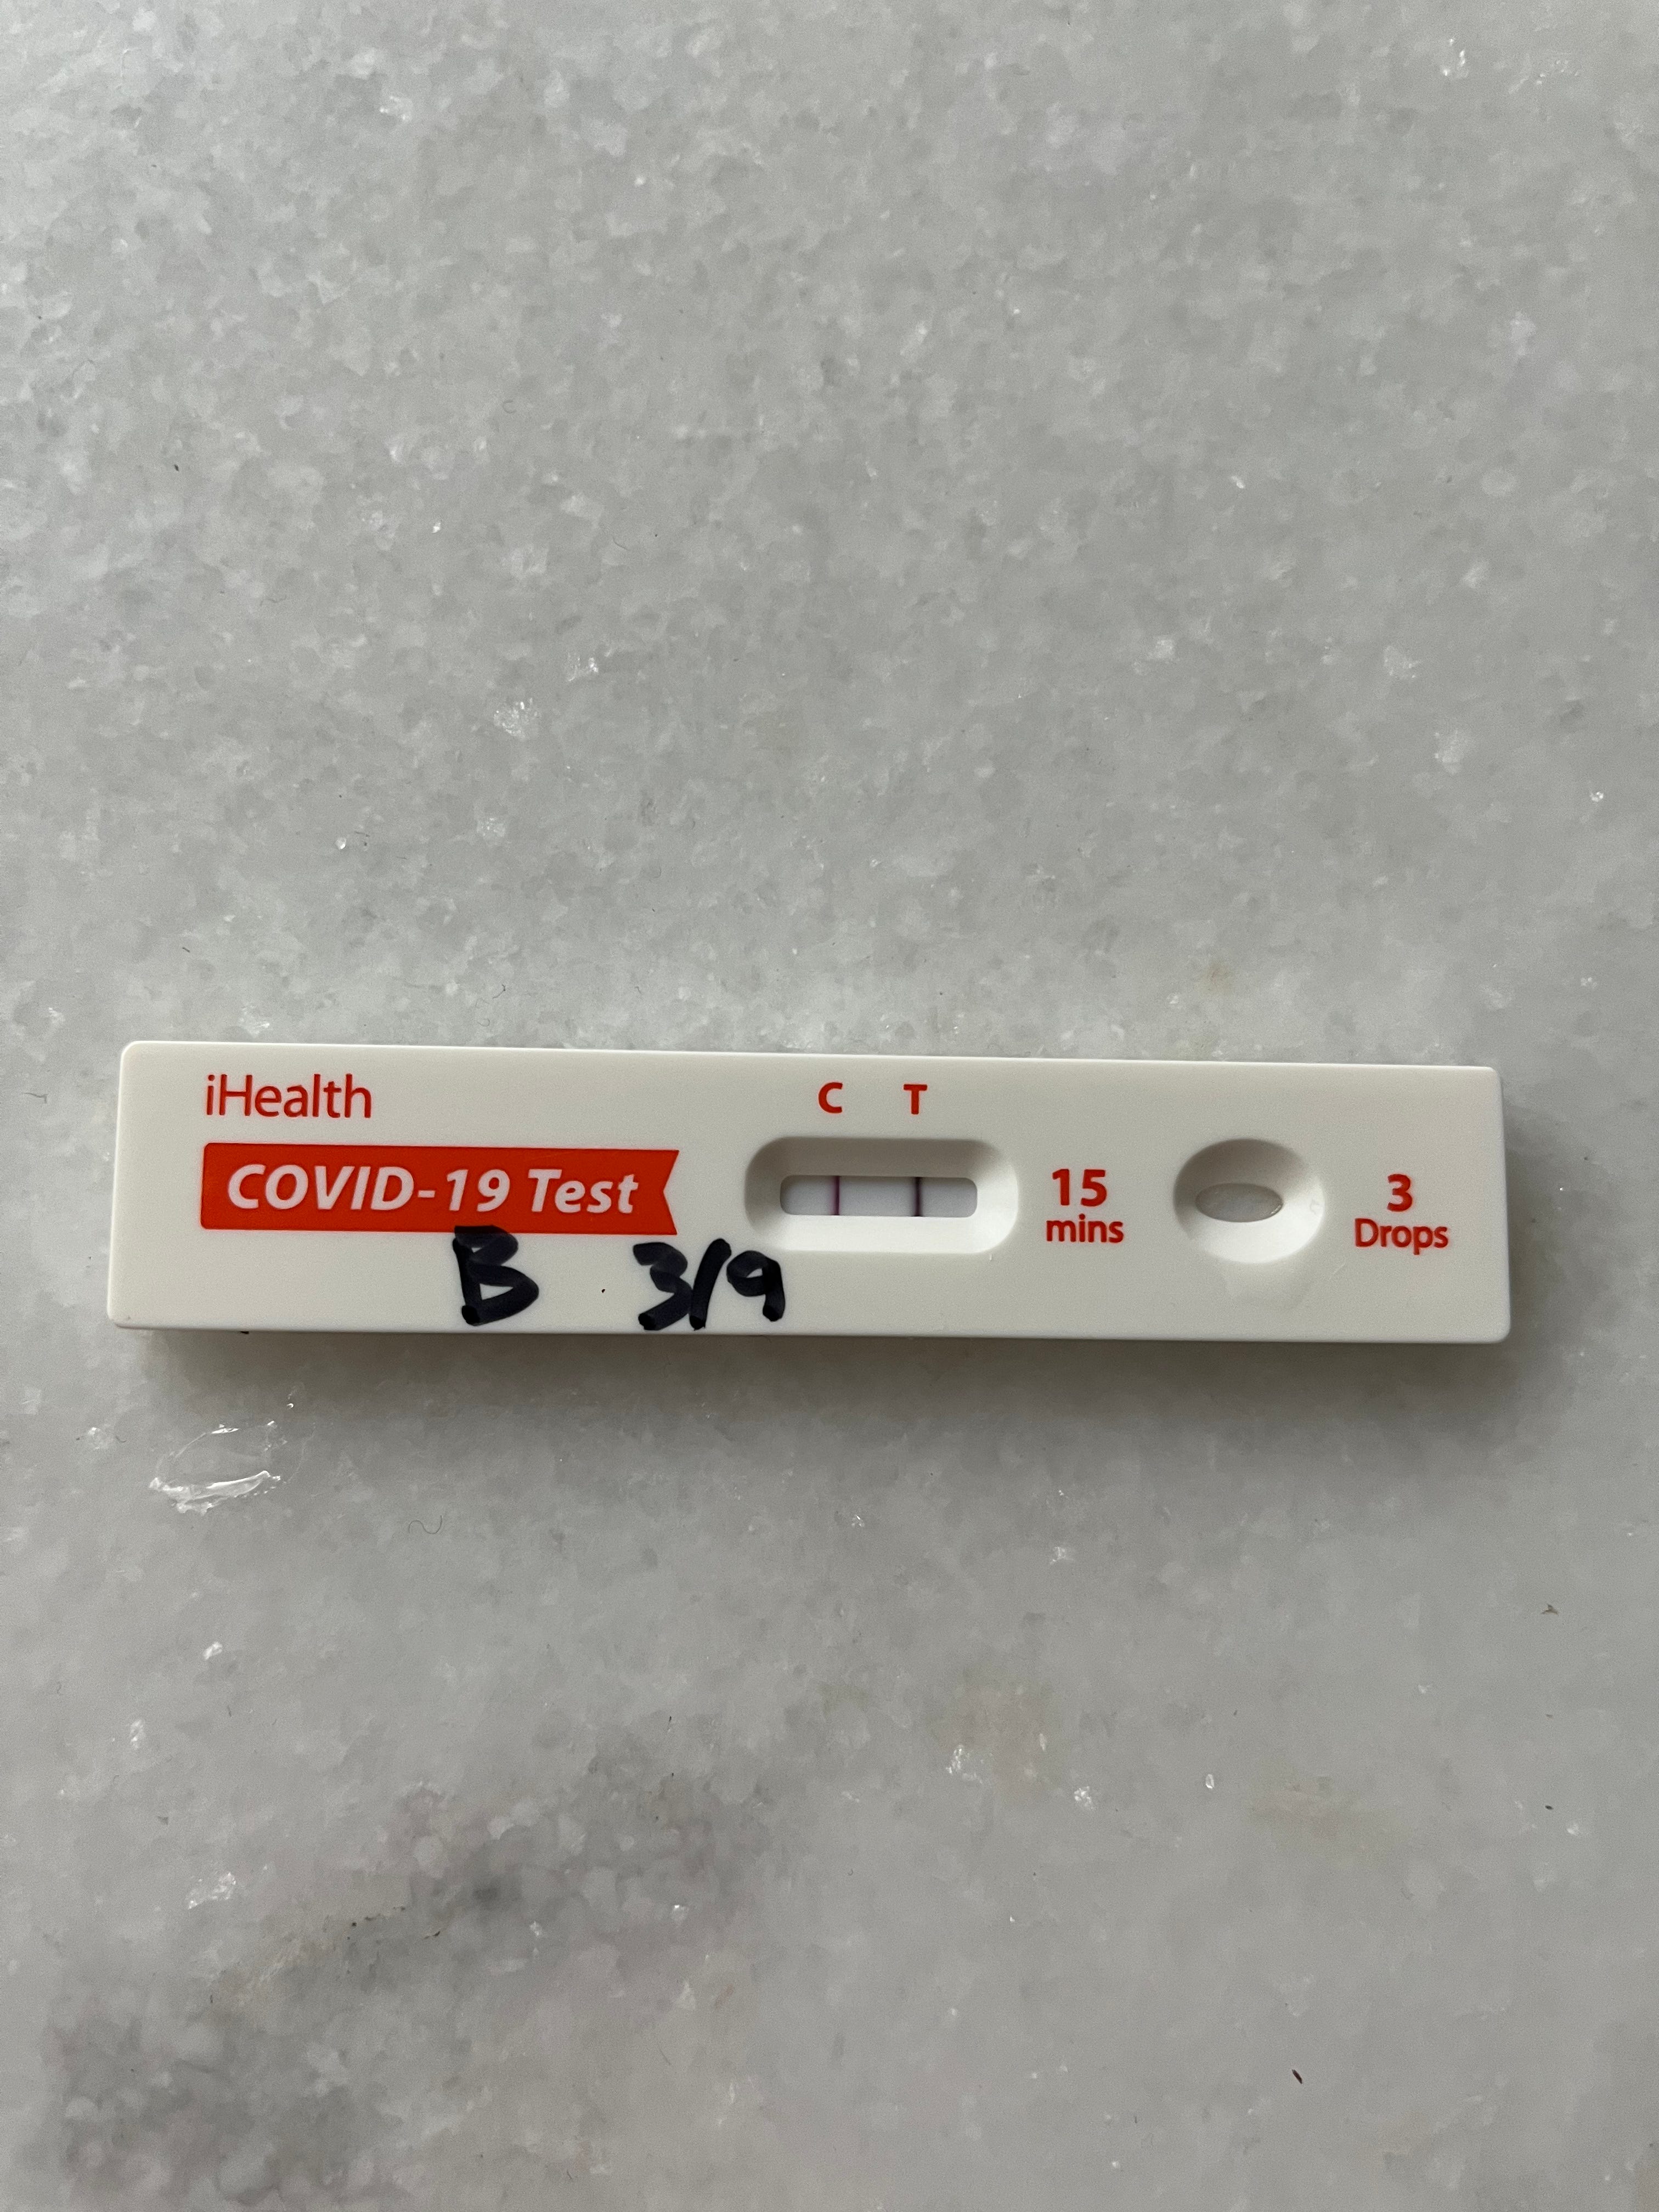 iHealth
C T
COVID-19 Test
15
mins
3
Drops
B 3/9